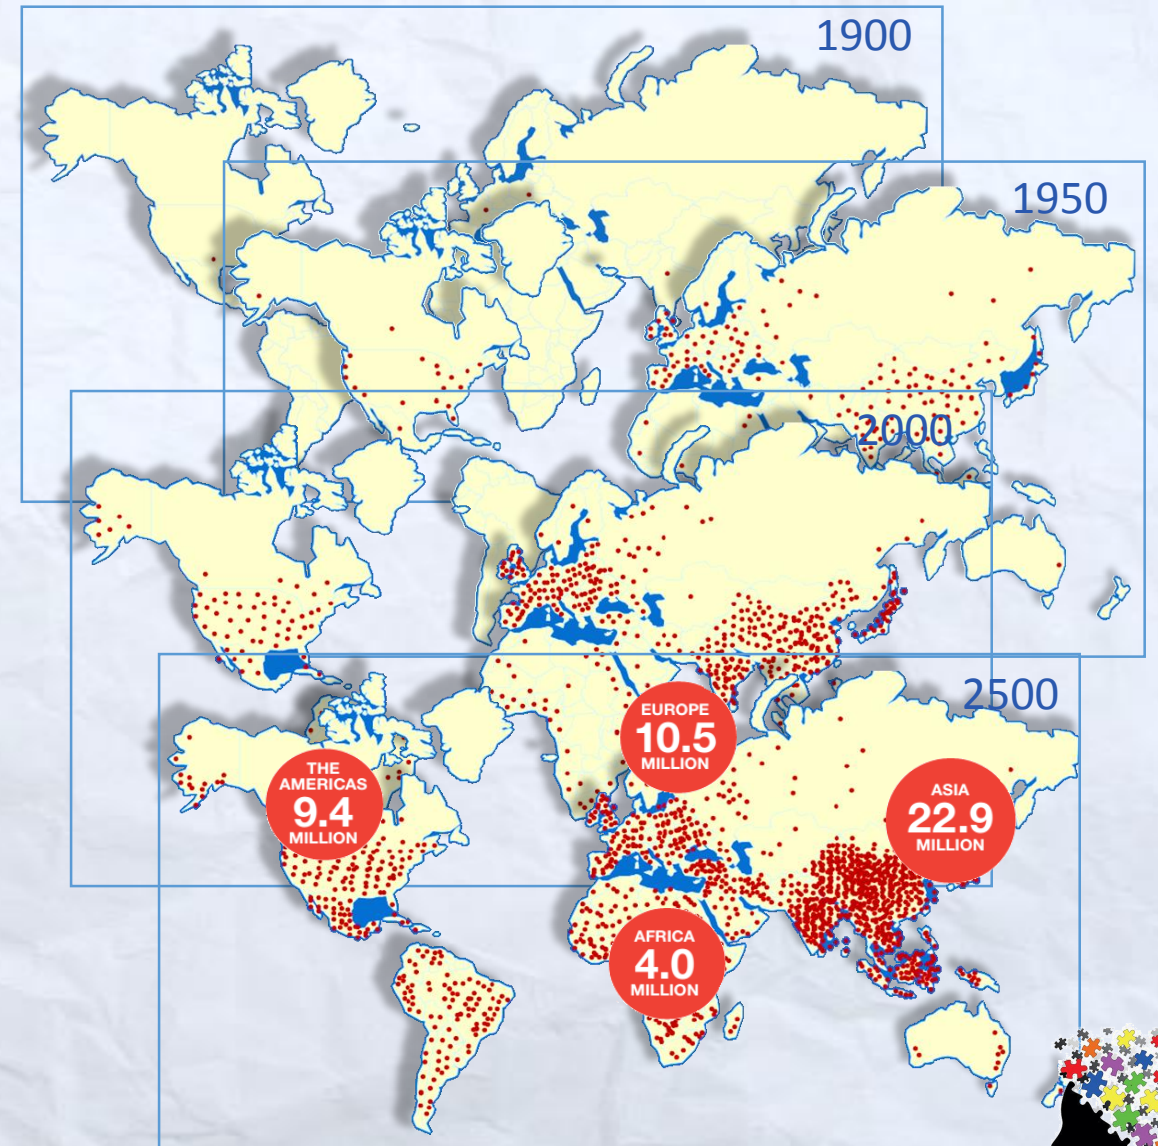 1900
1950
2000
2500
EUROPE
10.5
MILLION
THE
AMERICAS
9.4
MILLION
ASIA
22.9
MILLION
AFRICA
4.0
MILLION